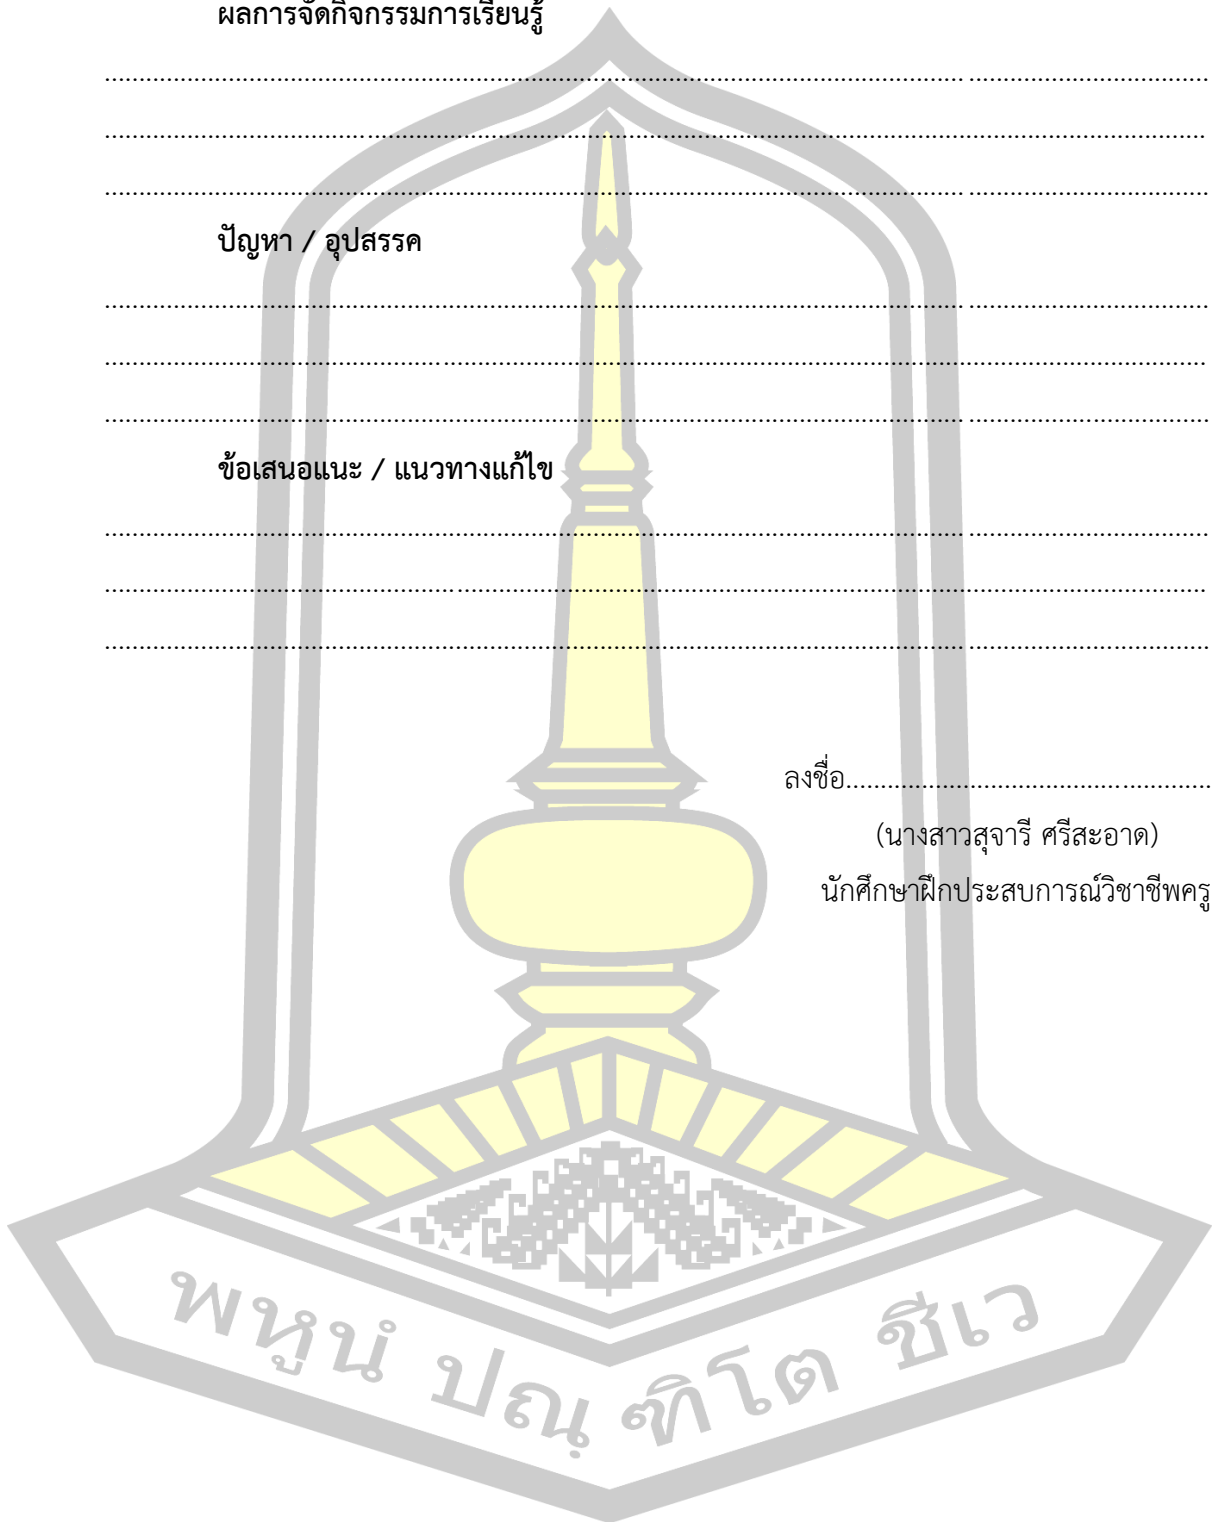 ผลการจัดกิจกรรมการเรียนรู้
................................................................................................................................................................
................................................................................................................................................................
................................................................................................................................................................
ปัญหา / อุปสรรค
................................................................................................................................................................
................................................................................................................................................................
................................................................................................................................................................
ข้อเสนอแนะ / แนวทางแก้ไข
................................................................................................................................................................
................................................................................................................................................................
................................................................................................................................................................
ลงชื่อ.....................................................
(นางสาวสุจารี ศรีสะอาด)
นักศึกษาฝึกประสบการณ์วิชาชีพครู
พหูนํ ปณฺ ฑิโต ชีเว